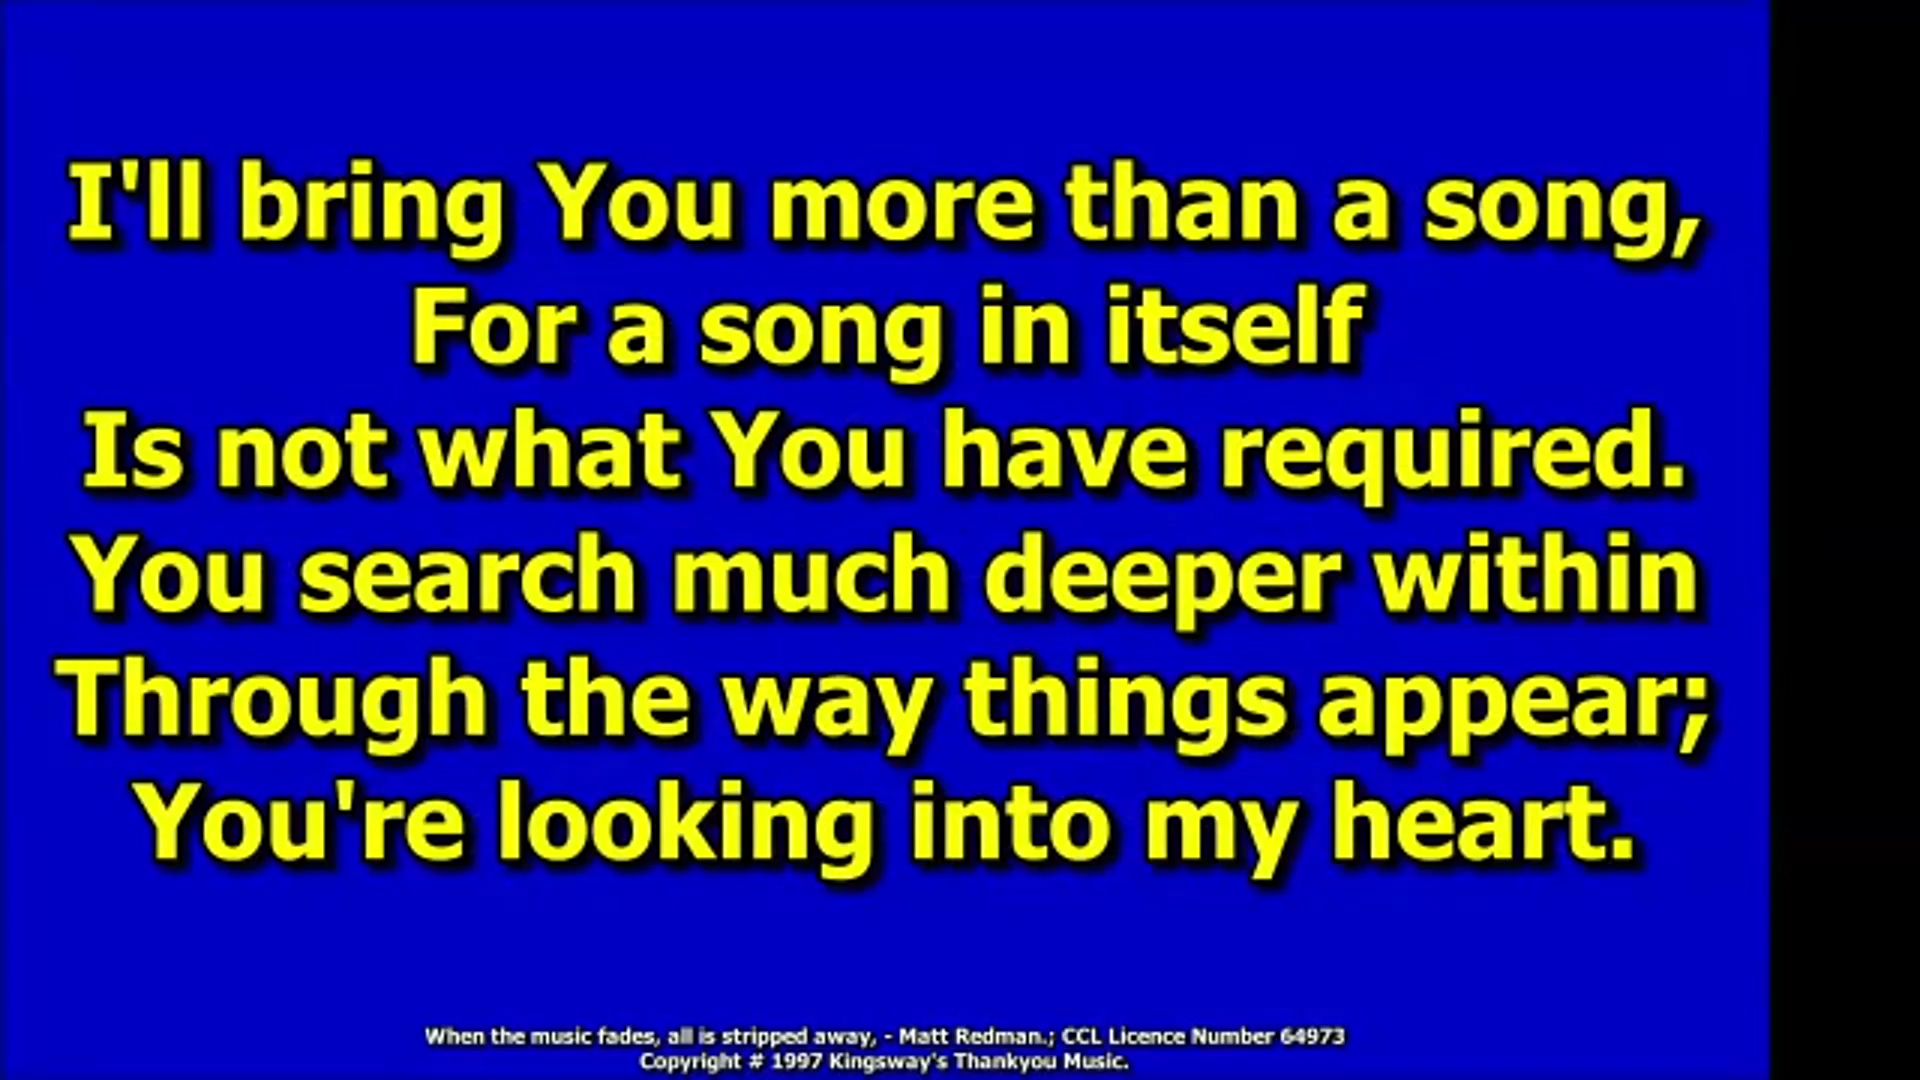 I'll bring You more than a song,
For a song in itself
Is not what You have required.
You search much deeper within
Through the way things appear;
You're looking into my heart.
When the music fades, all is stripped away, - Matt Redman.; CCL Licence Number 64973
Copyright # 1997 Kingsway's Thankyou Music.